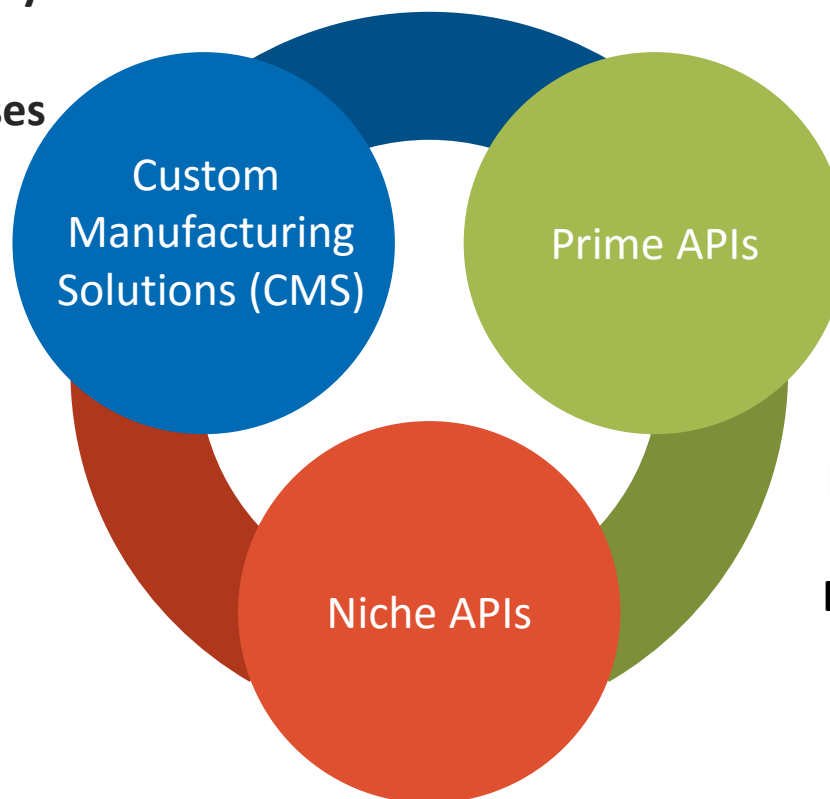 Custom
Manufacturing
Solutions (CMS)
Prime APIs
Niche APIs